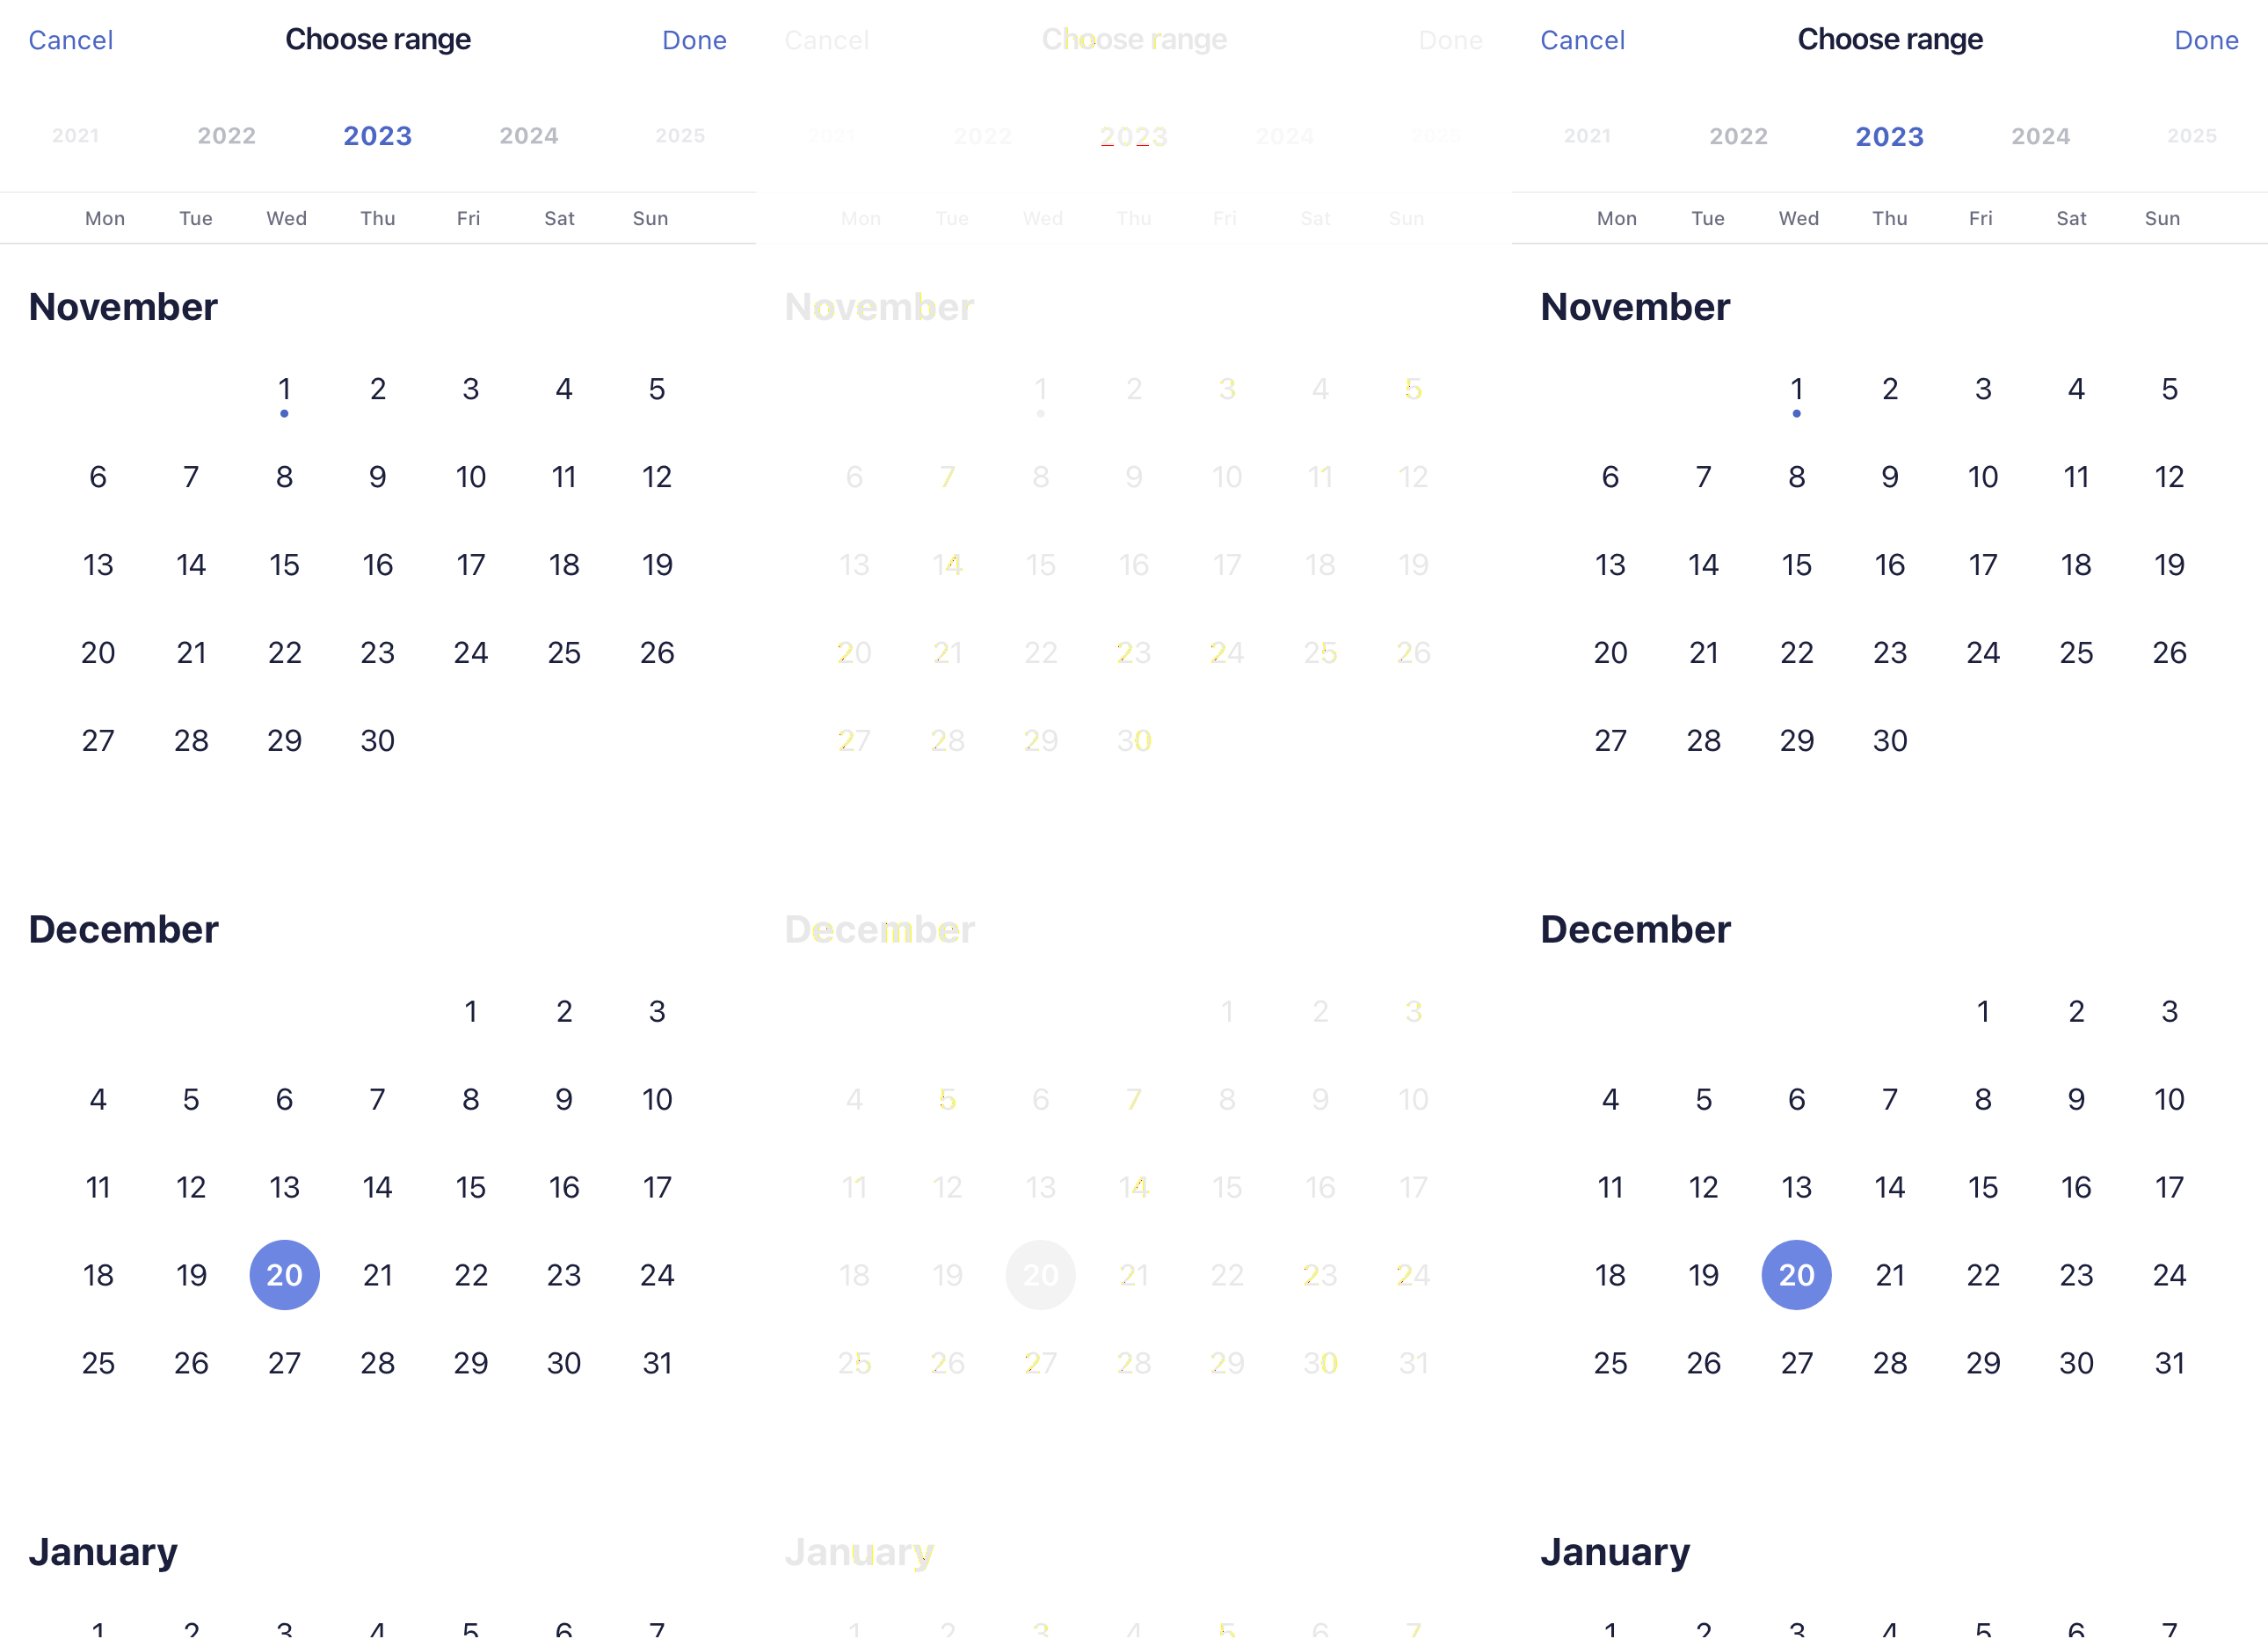 Cancel Choose range Done
2021 2022 2023 2024 2025
Mon Tue Wed Thu Fri Sat Sun
November
1 2 3 4 5
6 7 8 9 10 11 12
13 14 15 16 17 18 19
20 21 22 23 24 25 26
27 28 29 30
December
1 2 3
4 5 6 7 8 9 10
11 12 13 14 15 16 17
18 19 20 21 22 23 24
25 26 27 28 29 30 31
January
1 2 3 4 5 6 7
Cancel Choose range Done
2021 2022 2023 2024 2025
Mon Tue Wed Thu Fri Sat Sun
November
1 2 3 4 5
6 7 8 9 10 11 12
13 14 15 16 17 18 19
20 21 22 23 24 25 26
27 28 29 30
December
1 2 3
4 5 6 7 8 9 10
11 12 13 14 15 16 17
18 19 20 21 22 23 24
25 26 27 28 29 30 31
January
1 2 3 4 5 6 7
Cancel Choose range Done
2021 2022 2023 2024 2025
Mon Tue Wed Thu Fri Sat Sun
November
1 2 3 4 5
6 7 8 9 10 11 12
13 14 15 16 17 18 19
20 21 22 23 24 25 26
27 28 29 30
December
1 2 3
4 5 6 7 8 9 10
11 12 13 14 15 16 17
18 19 20 21 22 23 24
25 26 27 28 29 30 31
January
1 2 3 4 5 6 7